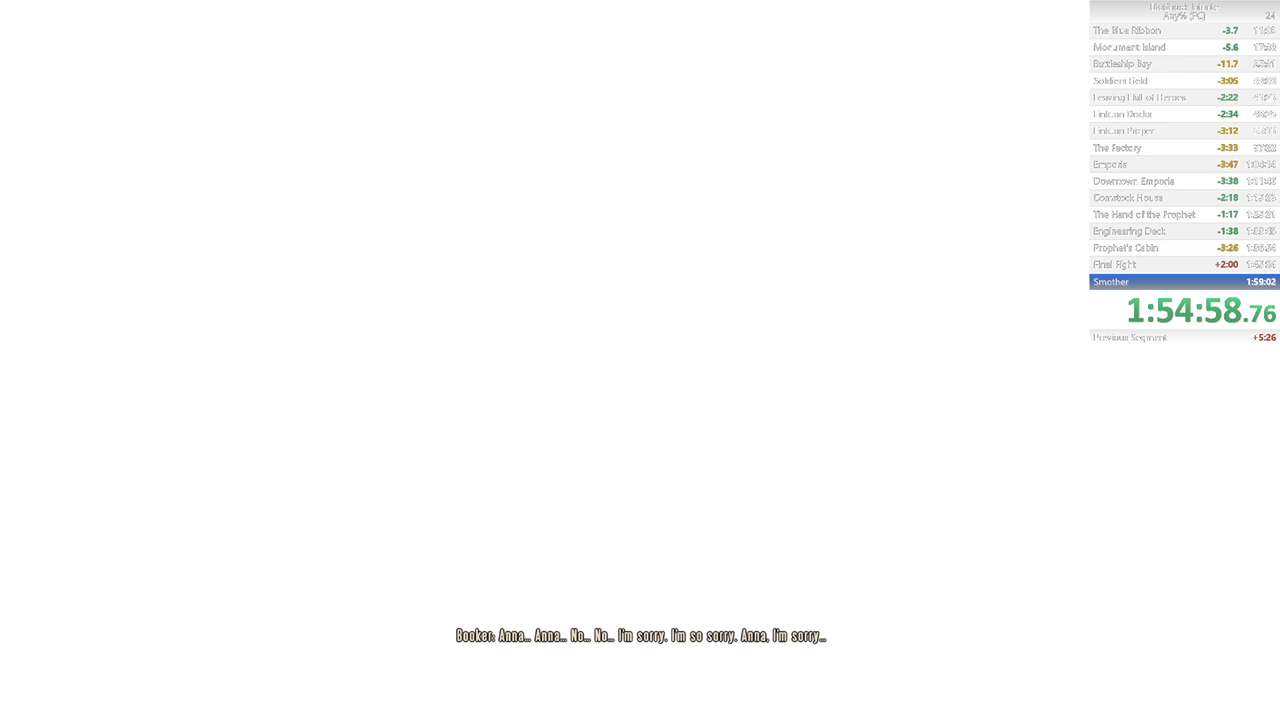 Any% (PC) 24
The Blue Ribbon -3.7
Monument Island -5.6
Battleship Bay -11.7
Soldiers Field -3:05
Leaving Hall of Heroes -2:22
Finkton Docks -2:34
Finkton Proper -3:12
The Factory -3:33
Emporia -3:47
Downtown Emporia -3:38
Comstock House -2:18
The Hand of the Prophet -1:17
Engineering Deck -1:38
Prophet's Cabin -3:26
Final Fight +2:00
Smother 1:59:02
1:54:58.76
Previous Segment +5:26
Booker: Anna... Anna... No... No... I'm sorry. I'm so sorry. Anna, I'm sorry...